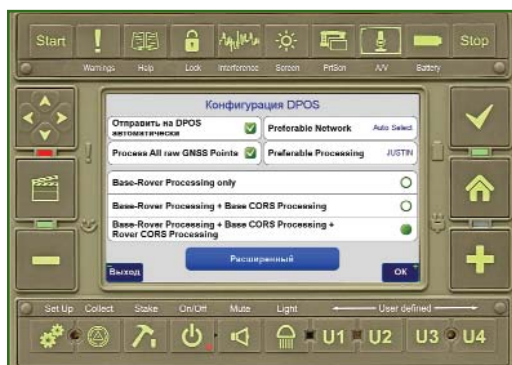 Start
Stop
Warnings Help Lock Interference Screen PrtScn A/V Battery
Конфигурация DPOS
Отправить на DPOS автоматически
Preferable Network Auto Select
Process All raw GNSS Points
Preferable Processing JUSTIN
Base-Rover Processing only
Base-Rover Processing + Base CORS Processing
Base-Rover Processing + Base CORS Processing +
Rover CORS Processing
Расширенный
Выход
ОК
Set Up Collect Stake On/Off Mute Light User defined
U1 U2 U3 U4